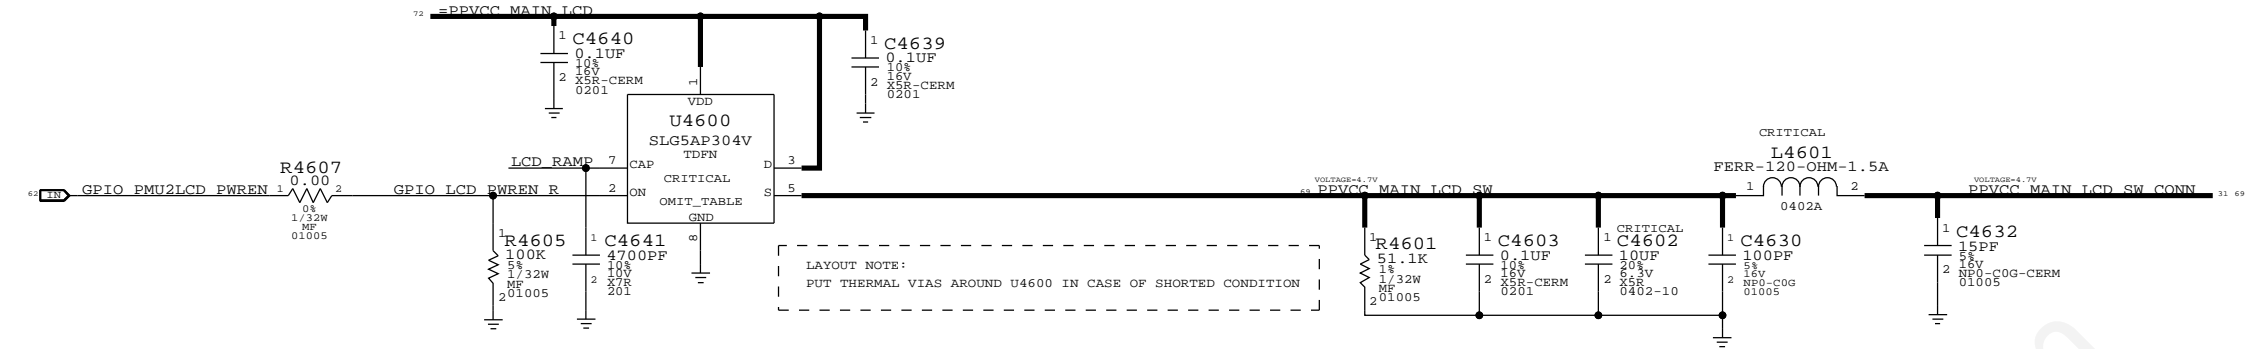 72 =PPVCC_MAIN_LCD
1 C4640
0.1UF
10%
16V
2 X5R-CERM
0201
1 C4639
0.1UF
10%
16V
2 X5R-CERM
0201
1
VDD
U4600
SLG5AP304V
TDFN
LCD_RAMP 7 CAP
D 3
CRITICAL
2 ON
S 5
OMIT_TABLE
GND
8
62 IN GPIO_PMU2LCD_PWREN 1
R4607
0.00
2
0%
1/32W
MF
01005
GPIO_LCD_PWREN_R
1 R4605
100K
5%
1/32W
MF
2 01005
1 C4641
4700PF
10%
10V
2 X7R
201
LAYOUT NOTE:
PUT THERMAL VIAS AROUND U4600 IN CASE OF SHORTED CONDITION
VOLTAGE=4.7V
69 PPVCC_MAIN_LCD_SW
1 R4601
51.1K
1%
1/32W
MF
2 01005
1 C4603
0.1UF
10%
16V
2 X5R-CERM
0201
CRITICAL
1 C4602
10UF
20%
6.3V
2 X5R
0402-10
1 C4630
100PF
5%
16V
2 NP0-C0G
01005
CRITICAL
L4601
FERR-120-OHM-1.5A
1 2
0402A
VOLTAGE=4.7V
PPVCC_MAIN_LCD_SW_CONN 31 69
1 C4632
15PF
5%
16V
2 NP0-C0G-CERM
01005